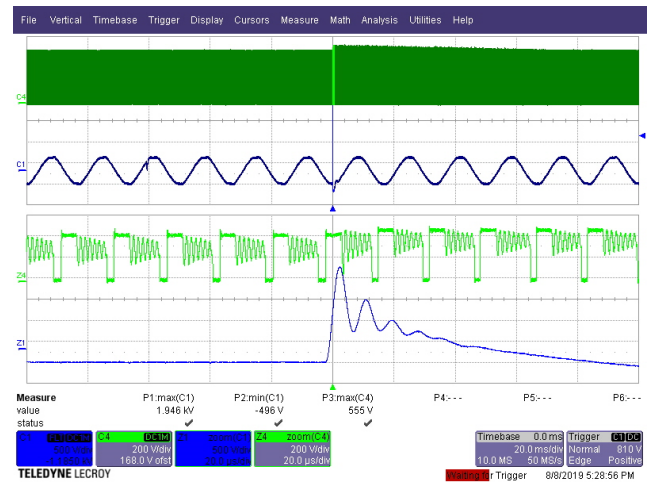 File Vertical Timebase Trigger Display Cursors Measure Math Analysis Utilities Help
C4
C1
Z4
Z1
Measure P1:max(C1) P2:min(C1) P3:max(C4) P4:- - - P5:- - - P6:- - -
value 1.946 kV -496 V 555 V
status
C1 DC1M C4 DC1M Z1 zoom(C1) Z4 zoom(C4) Timebase 0.0 ms Trigger C1 DC
500 V/div 200 V/div 500 V/div 200 V/div 20.0 ms/div Normal 810 V
168.0 V ofst 20.0 µs/div 20.0 µs/div 10.0 MS 50 MS/s Edge Positive
TELEDYNE LECROY Waiting for Trigger 8/8/2019 5:28:56 PM